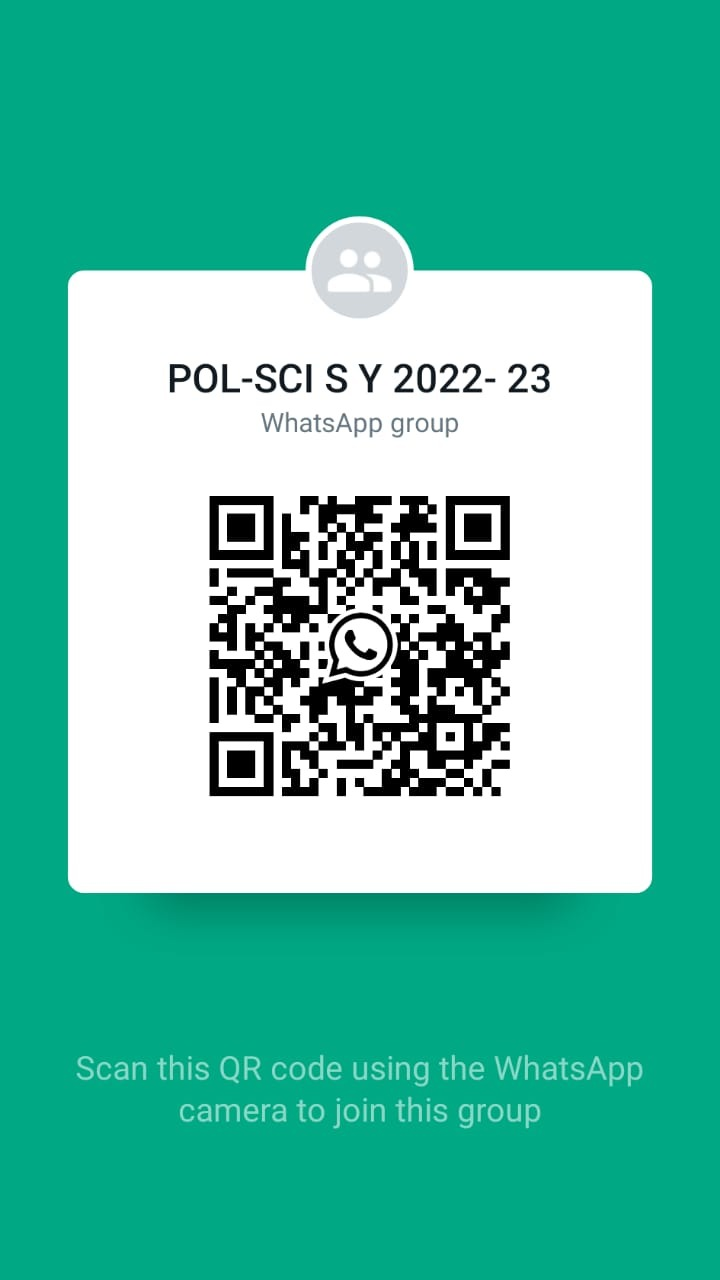 POL-SCI S Y 2022- 23
WhatsApp group
Scan this QR code using the WhatsApp
camera to join this group